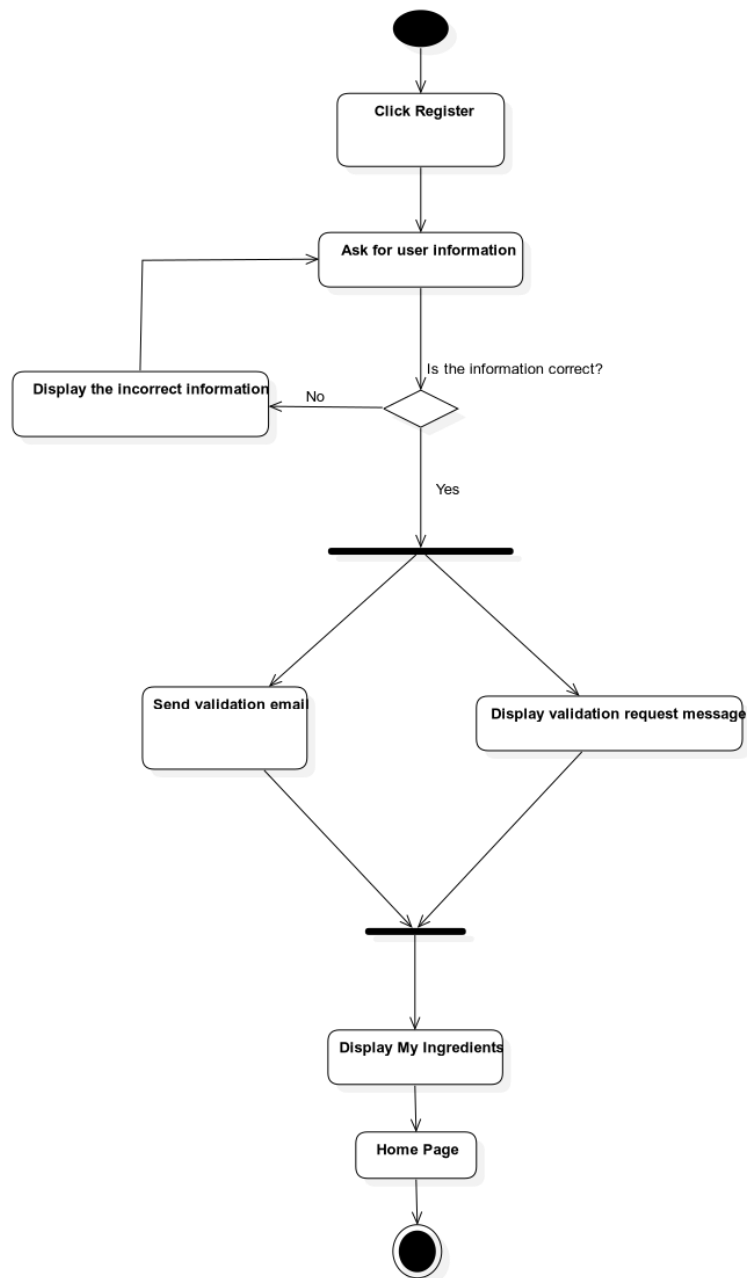 Click Register
Ask for user information
Is the information correct?
Display the incorrect information
No
Yes
Send validation email
Display validation request message
Display My Ingredients
Home Page